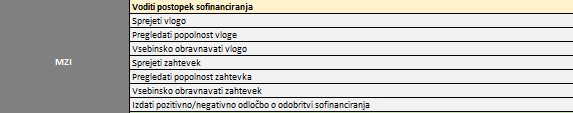 Voditi postopek sofinanciranja
Sprejeti vlogo
Pregledati popolnost vloge
Vsebinsko obravnavati vlogo
MZI
Sprejeti zahtevek
Pregledati popolnost zahtevka
Vsebinsko obravnavati zahtevek
Izdati pozitivno/negativno odločbo o odobritvi sofinanciranja